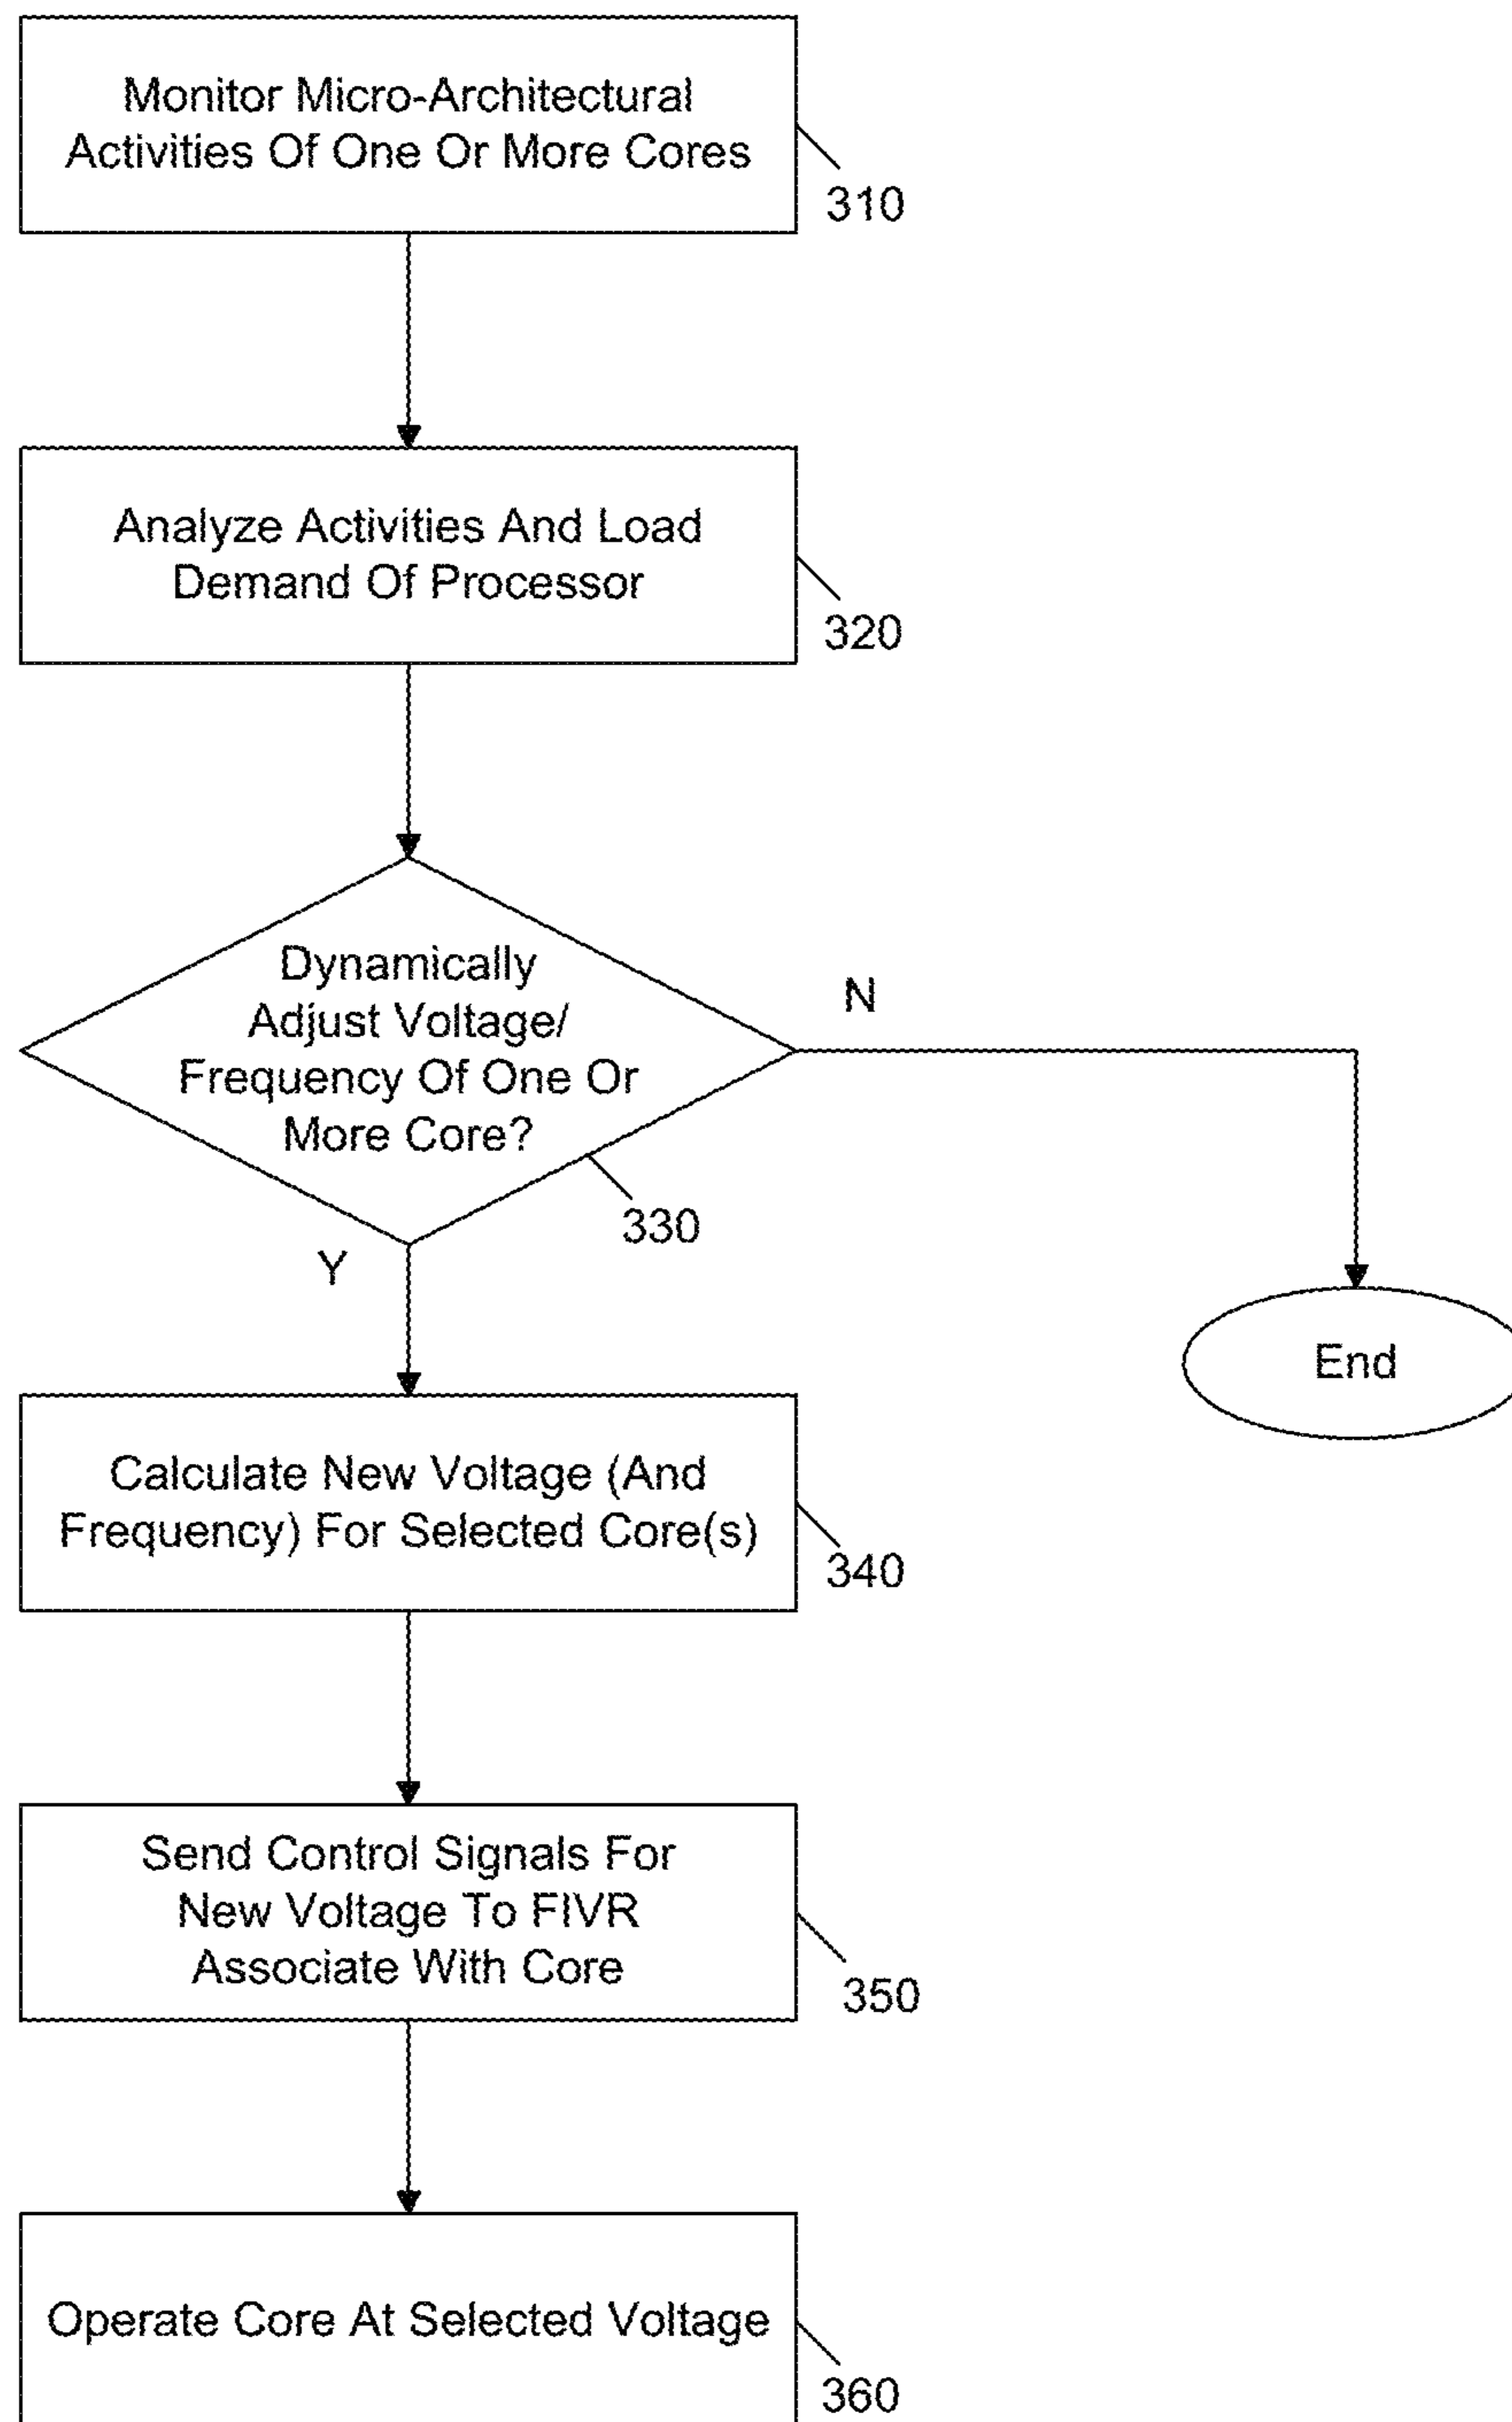 Monitor Micro-Architectural
Activities Of One Or More Cores
310
Analyze Activities And Load
Demand Of Processor
320
Dynamically
Adjust Voltage/
Frequency Of One Or
More Core?
N
330
Y
End
Calculate New Voltage (And
Frequency) For Selected Core(s)
340
Send Control Signals For
New Voltage To FIVR
Associate With Core
350
Operate Core At Selected Voltage
360